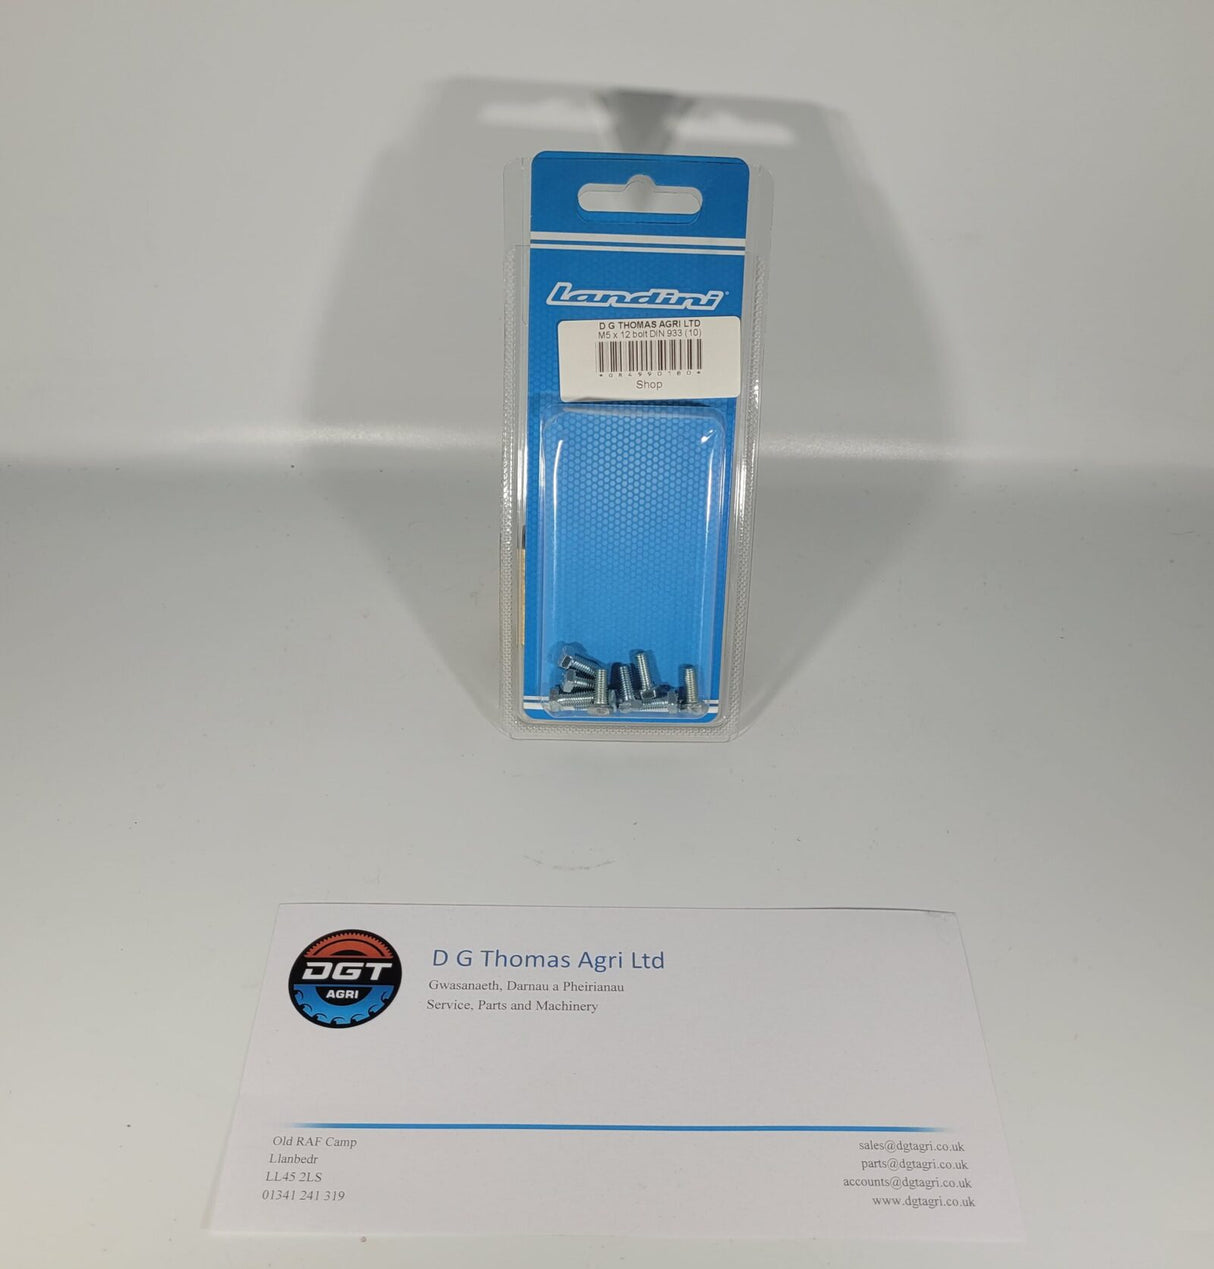 Landini
D G THOMAS AGRI LTD
M5 x 12 bolt DIN 933 (10)
*084990180*
Shop
DGT
AGRI
D G Thomas Agri Ltd
Gwasanaeth, Darnau a Pheirianau
Service, Parts and Machinery
Old RAF Camp
Llanbedr
LL45 2LS
01341 241 319
sales@dgtagri.co.uk
parts@dgtagri.co.uk
accounts@dgtagri.co.uk
www.dgtagri.co.uk